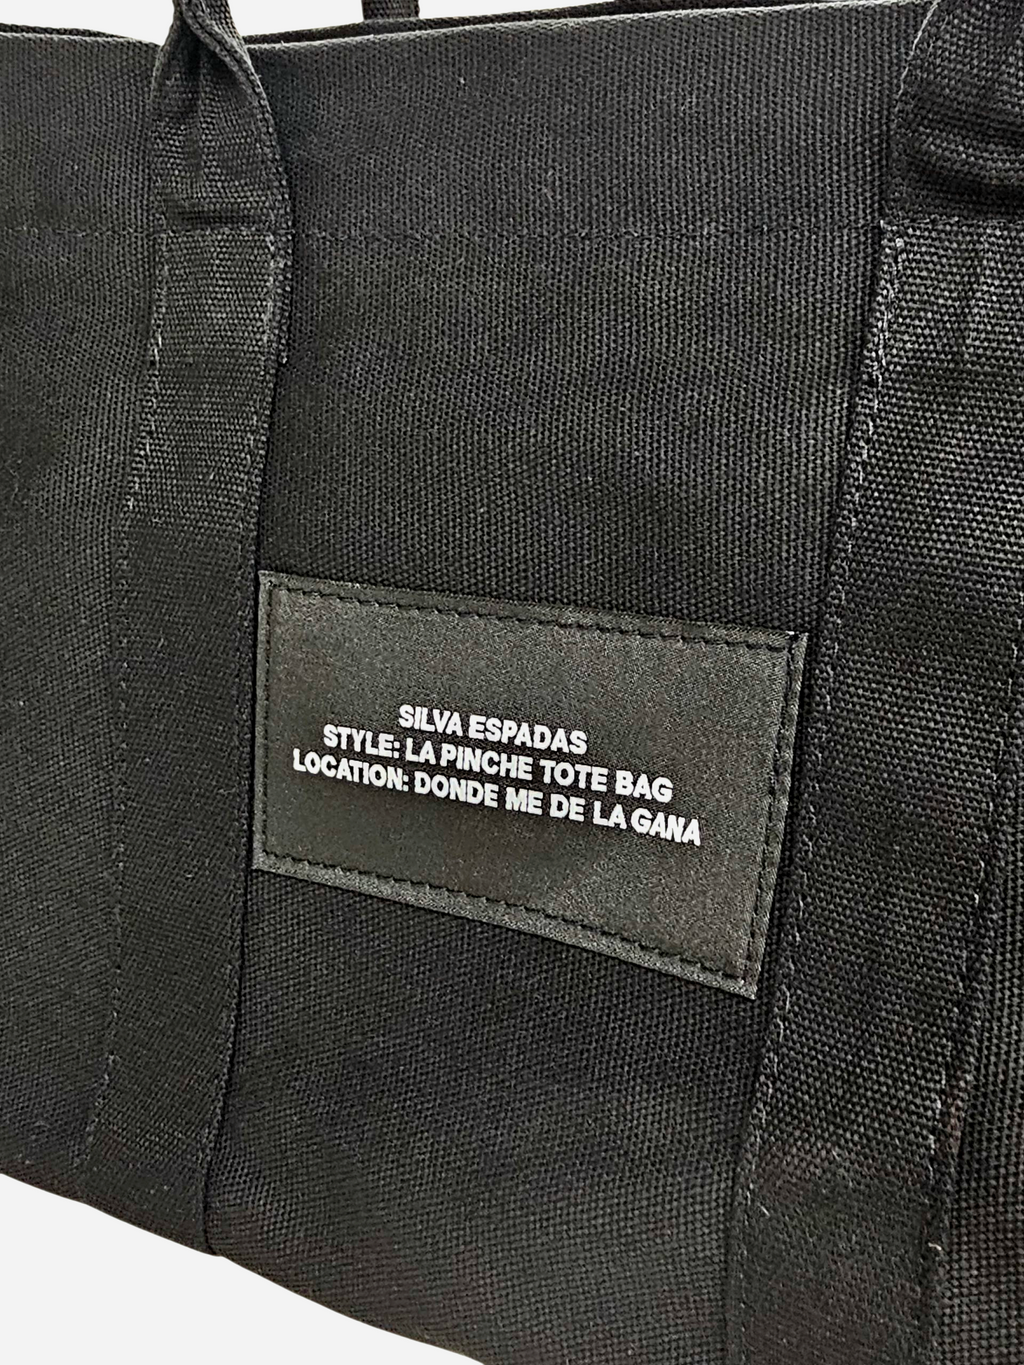 SILVA ESPADAS
STYLE: LA PINCHE TOTE BAG
LOCATION: DONDE ME DE LA GANA